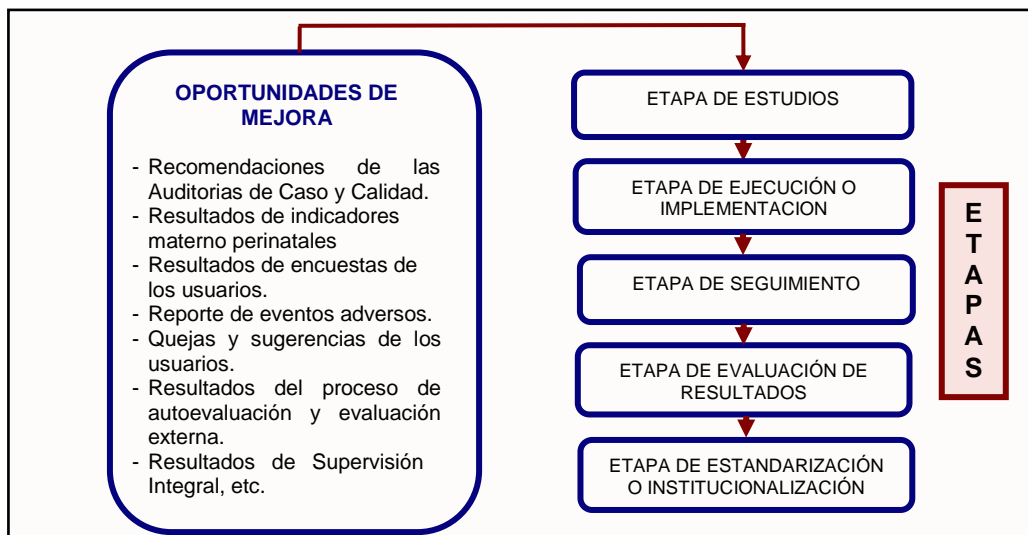 OPORTUNIDADES DE
MEJORA
- Recomendaciones de las
Auditorias de Caso y Calidad.
- Resultados de indicadores
materno perinatales
- Resultados de encuestas de
los usuarios.
- Reporte de eventos adversos.
- Quejas y sugerencias de los
usuarios.
- Resultados del proceso de
autoevaluación y evaluación
externa.
- Resultados de Supervisión
Integral, etc.
ETAPA DE ESTUDIOS
ETAPA DE EJECUCIÓN O
IMPLEMENTACION
ETAPA DE SEGUIMIENTO
ETAPA DE EVALUACIÓN DE
RESULTADOS
ETAPA DE ESTANDARIZACIÓN
O INSTITUCIONALIZACIÓN
E
T
A
P
A
S